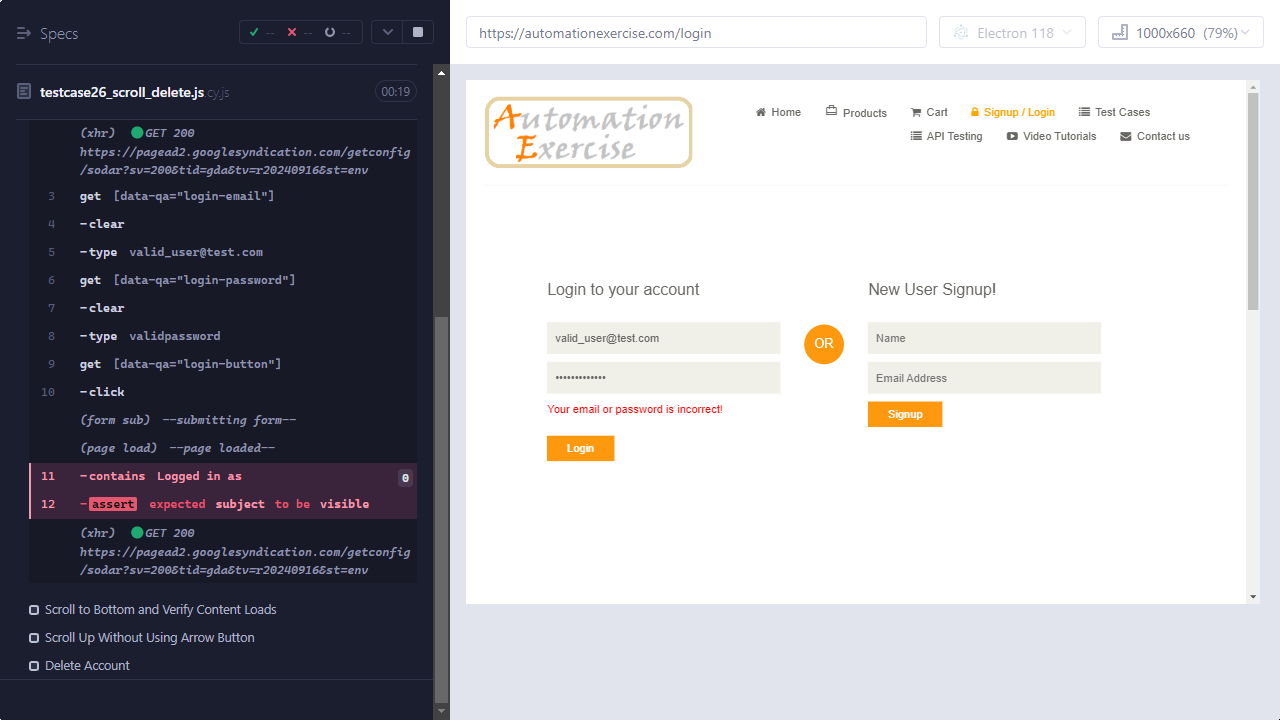 Specs
-- -- --
testcase26_scroll_delete.js.cy.js
00:19
(xhr) GET 200
https://pagead2.googlesyndication.com/getconfig
/sodar?sv=200&tid=gda&tv=r20240916&st=env
3 get [data-qa="login-email"]
4 -clear
5 -type valid_user@test.com
6 get [data-qa="login-password"]
7 -clear
8 -type validpassword
9 get [data-qa="login-button"]
10 -click
(form sub) --submitting form--
(page load) --page loaded--
11 -contains Logged in as 0
12 -assert expected subject to be visible
(xhr) GET 200
https://pagead2.googlesyndication.com/getconfig
/sodar?sv=200&tid=gda&tv=r20240916&st=env
Scroll to Bottom and Verify Content Loads
Scroll Up Without Using Arrow Button
Delete Account
https://automationexercise.com/login
Electron 118
1000x660 (79%)
Automation
Exercise
Home Products Cart Signup / Login Test Cases
API Testing Video Tutorials Contact us
Login to your account
valid_user@test.com
•••••••••••••
Your email or password is incorrect!
Login
OR
New User Signup!
Name
Email Address
Signup